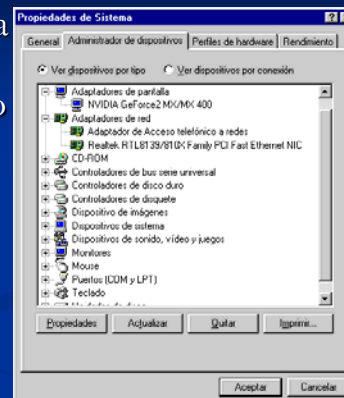 a
o
Propiedades de Sistema
General Administrador de dispositivos Perfiles de hardware Rendimiento
Ver dispositivos por tipo Ver dispositivos por conexión
Adaptadores de pantalla
NVIDIA GeForce2 MX/MX 400
Adaptadores de red
Adaptador de Acceso telefónico a redes
Realtek RTL8139/810X Family PCI Fast Ethernet NIC
CD-ROM
Controladores de bus serie universal
Controladores de disco duro
Controladores de disquete
Dispositivo de imágenes
Dispositivos de sistema
Dispositivos de sonido, vídeo y juegos
Monitores
Mouse
Puertos (COM y LPT)
Teclado
Propiedades Actualizar Quitar Imprimir...
Aceptar Cancelar